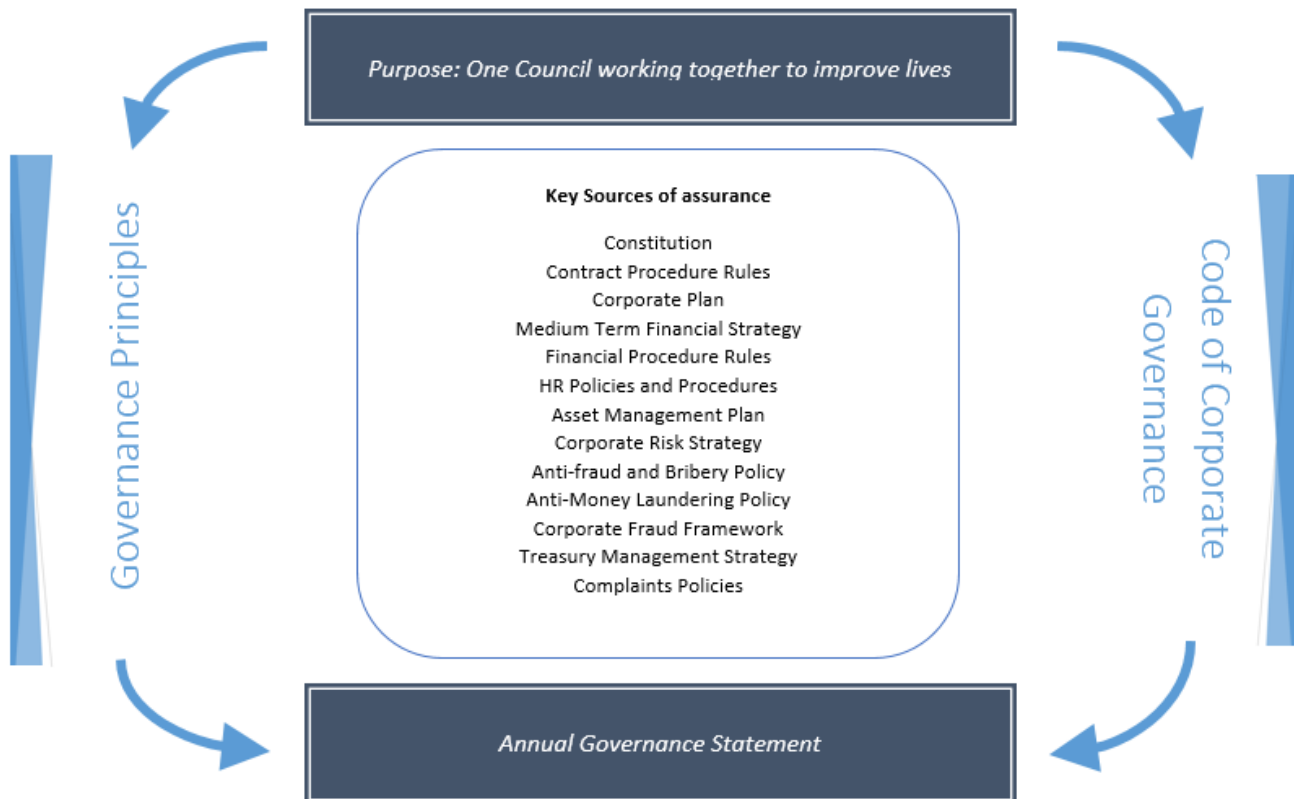 Purpose: One Council working together to improve lives
Governance Principles
Key Sources of assurance
Constitution
Contract Procedure Rules
Corporate Plan
Medium Term Financial Strategy
Financial Procedure Rules
HR Policies and Procedures
Asset Management Plan
Corporate Risk Strategy
Anti-fraud and Bribery Policy
Anti-Money Laundering Policy
Corporate Fraud Framework
Treasury Management Strategy
Complaints Policies
Code of Corporate
Governance
Annual Governance Statement